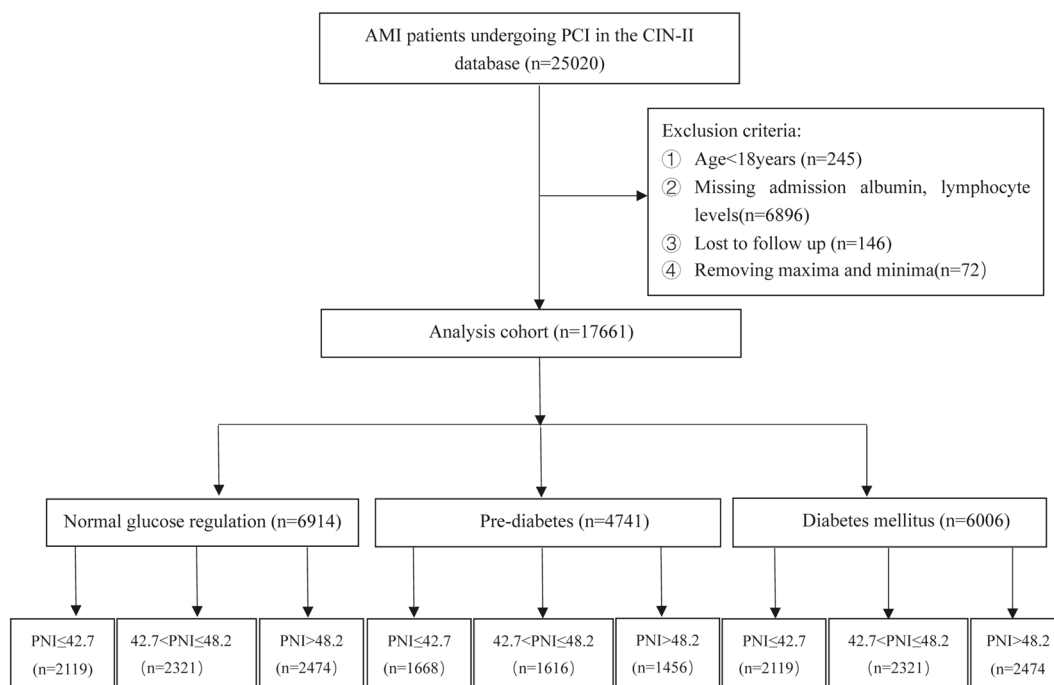 AMI patients undergoing PCI in the CIN-II
database (n=25020)
Exclusion criteria:
① Age<18years (n=245)
② Missing admission albumin, lymphocyte
levels(n=6896)
③ Lost to follow up (n=146)
④ Removing maxima and minima(n=72）
Analysis cohort (n=17661)
Normal glucose regulation (n=6914)
Pre-diabetes (n=4741)
Diabetes mellitus (n=6006)
PNI≤42.7
(n=2119)
42.7<PNI≤48.2
（n=2321)
PNI>48.2
（n=2474)
PNI≤42.7
(n=1668)
42.7<PNI≤48.2
（n=1616)
PNI>48.2
（n=1456)
PNI≤42.7
(n=2119)
42.7<PNI≤48.2
（n=2321)
PNI>48.2
（n=2474